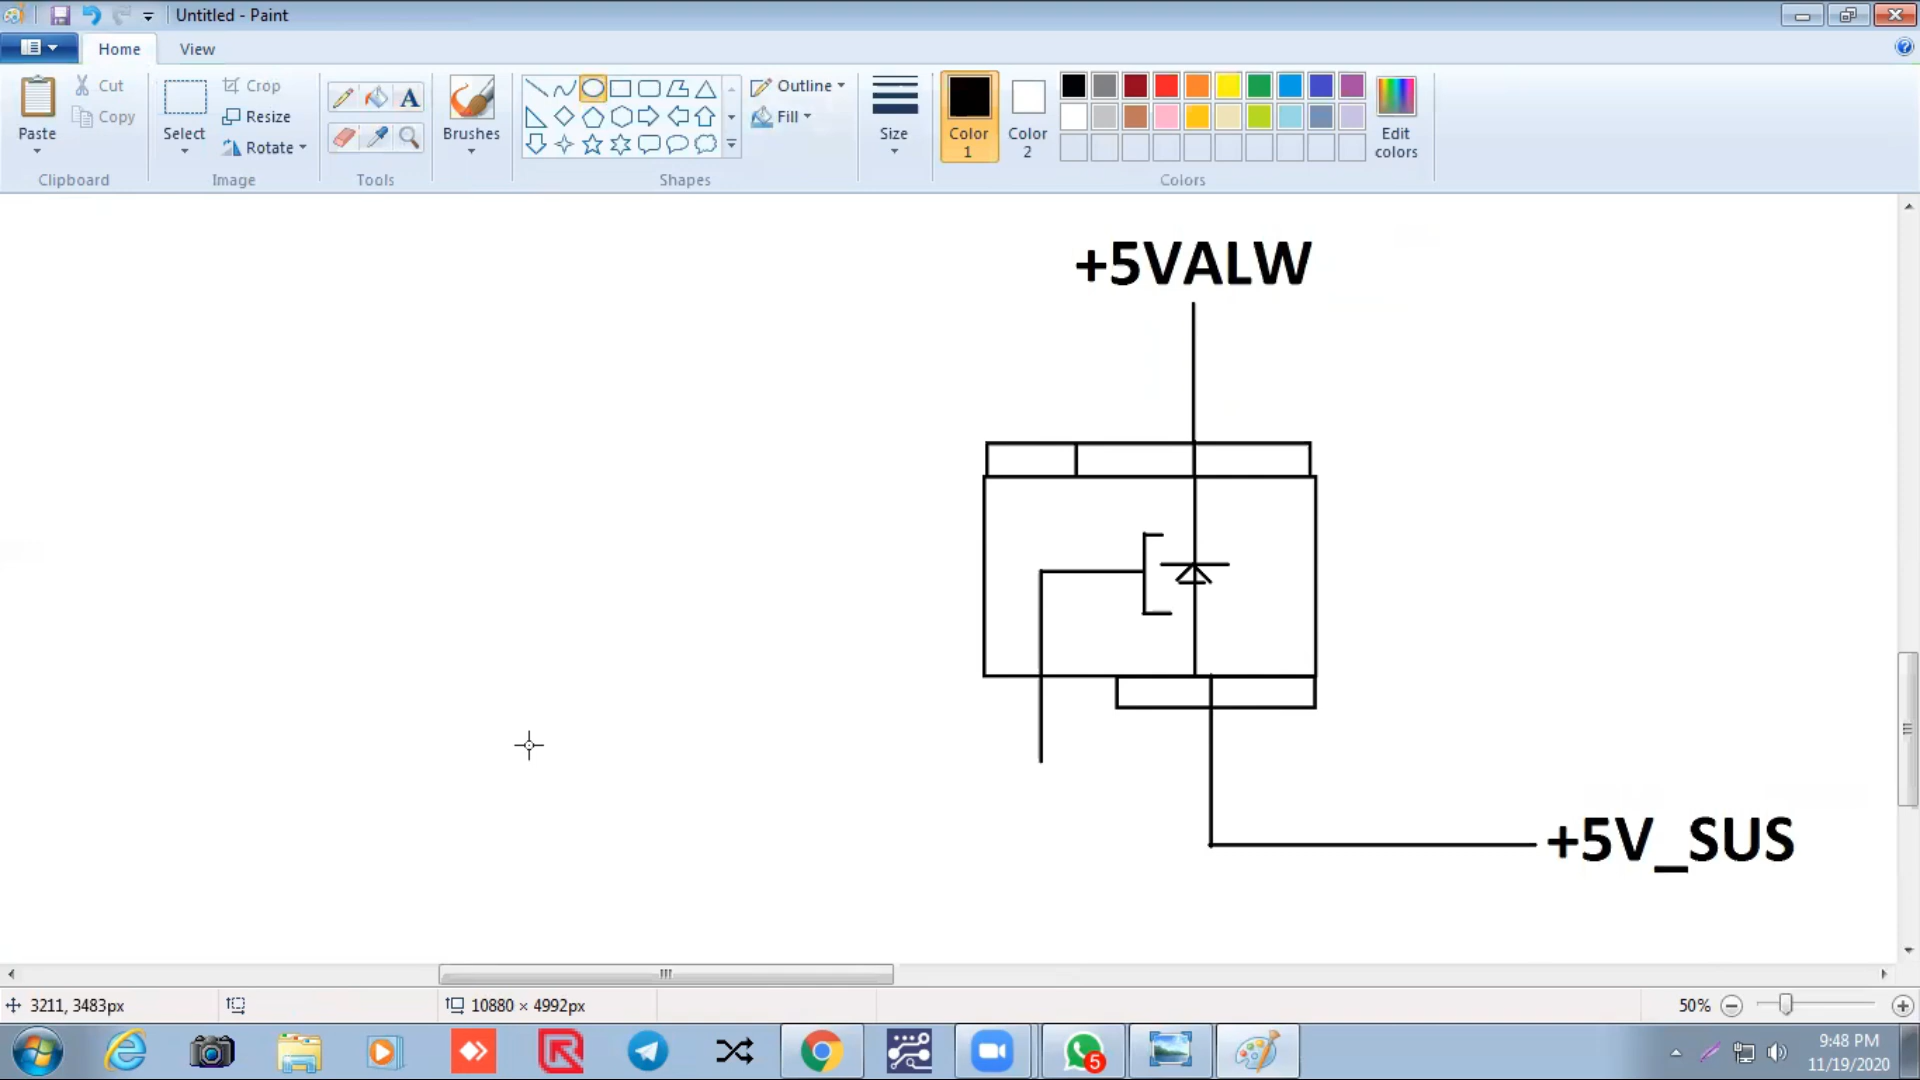 Untitled - Paint
Home
View
Paste
Cut
Copy
Clipboard
Select
Crop
Resize
Rotate
Image
A
Tools
Brushes
Shapes
Outline
Fill
Size
Color 1
Color 2
Edit colors
Colors
+5VALW
+5V_SUS
3211, 3483px
10880 × 4992px
50%
5
9:48 PM
11/19/2020